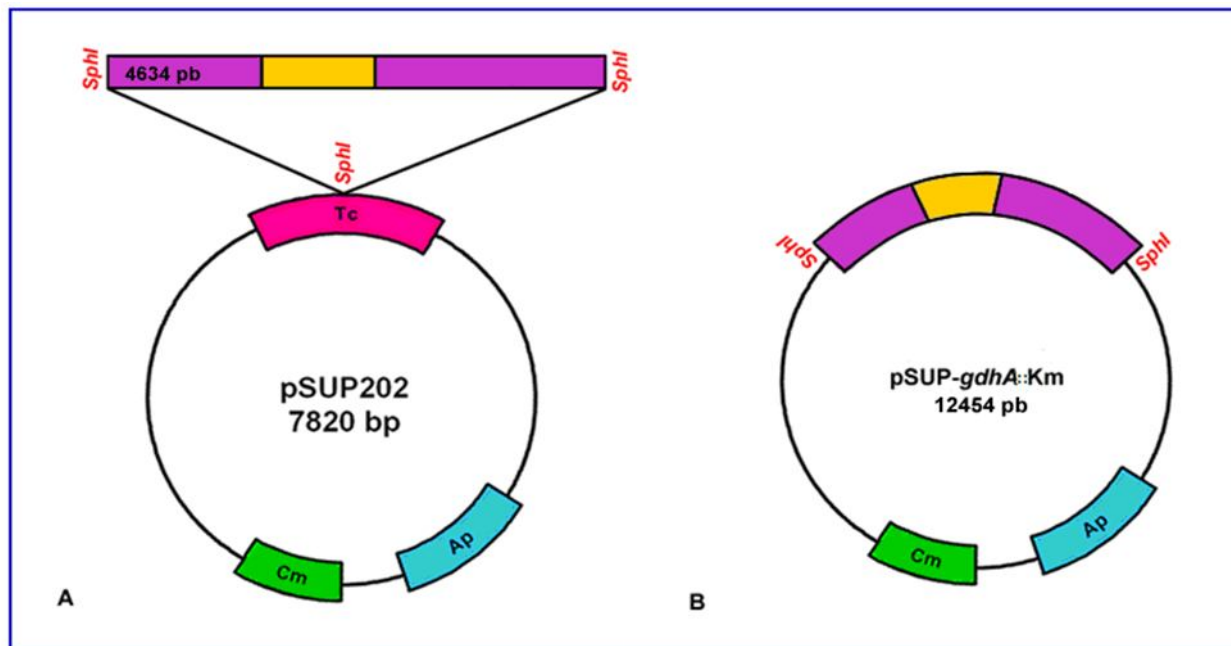 SphI
4634 pb
SphI
SphI
Tc
pSUP202
7820 bp
Cm
Ap
A
SphI
SphI
pSUP-gdhA::Km
12454 pb
Cm
Ap
B